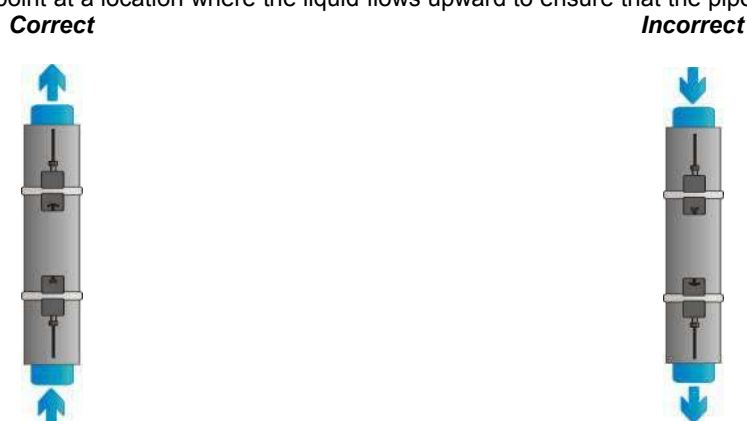 point at a location where the liquid flows upward to ensure that the pipe
Correct Incorrect